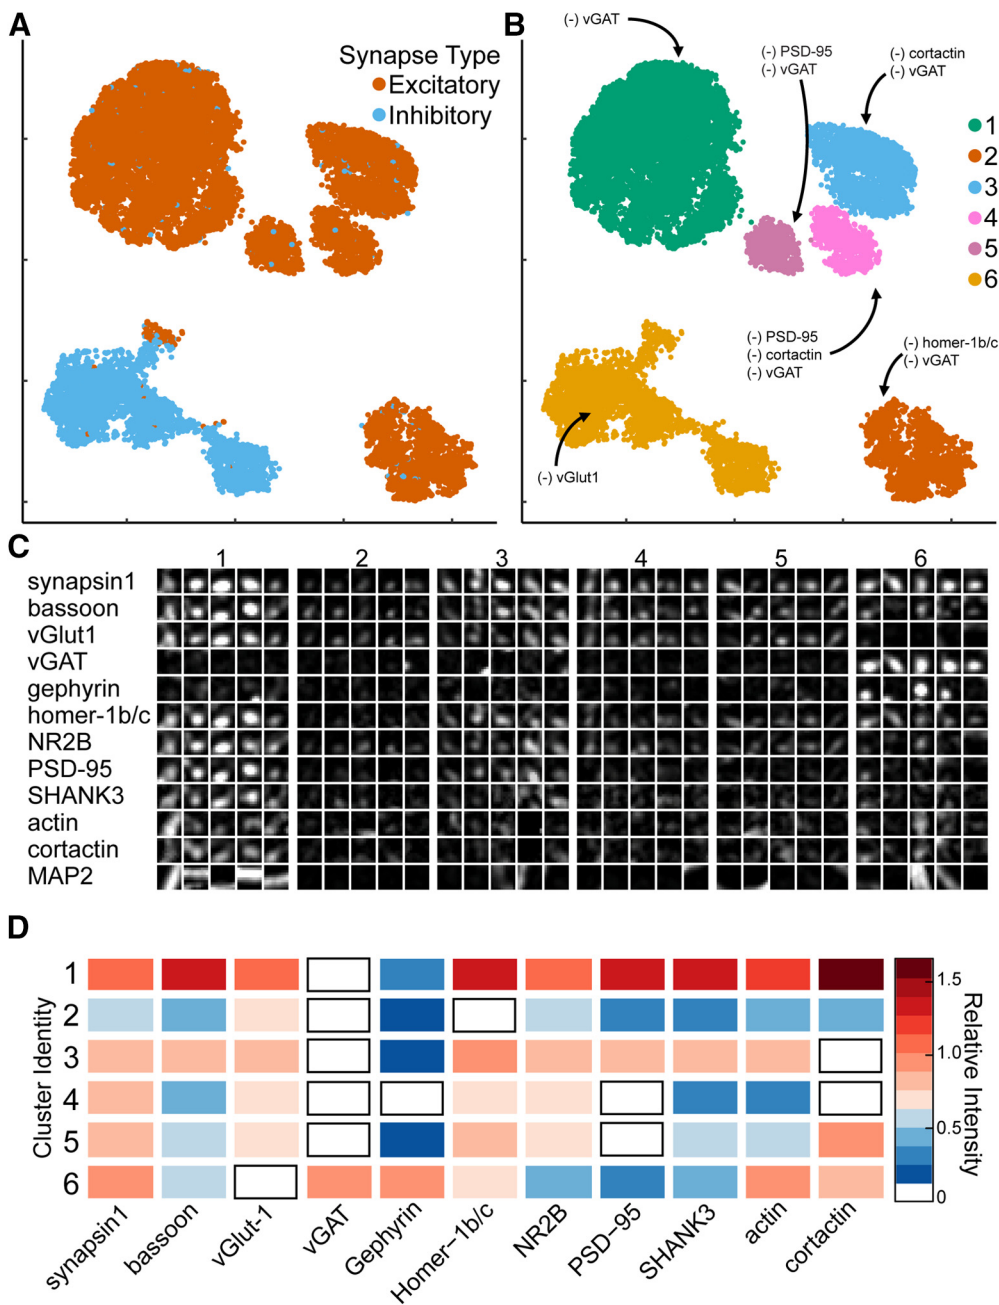 A
Synapse Type
Excitatory
Inhibitory
B
(-) vGAT
(-) PSD-95
(-) vGAT
(-) cortactin
(-) vGAT
1
2
3
4
5
6
(-) PSD-95
(-) cortactin
(-) vGAT
(-) homer-1b/c
(-) vGAT
(-) vGlut1
C
1 2 3 4 5 6
synapsin1
bassoon
vGlut1
vGAT
gephyrin
homer-1b/c
NR2B
PSD-95
SHANK3
actin
cortactin
MAP2
D
Cluster Identity
1
2
3
4
5
6
synapsin1
bassoon
vGlut-1
vGAT
Gephyrin
Homer-1b/c
NR2B
PSD-95
SHANK3
actin
cortactin
1.5
1.0
0.5
0
Relative Intensity